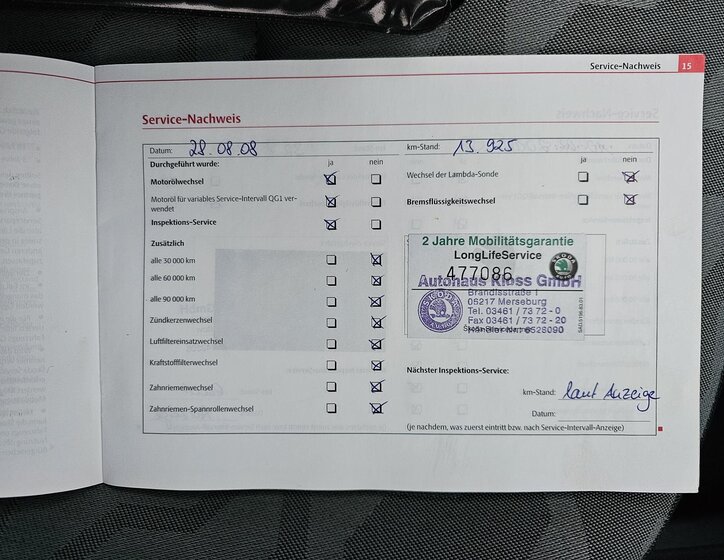 Service-Nachweis 15
Service-Nachweis
Datum: 28.08.08
Durchgeführt wurde: ja nein
Motorölwechsel
Motoröl für variables Service-Intervall QG1 ver-
wendet
Inspektions-Service
Zusätzlich
alle 30 000 km
alle 60 000 km
alle 90 000 km
Zündkerzenwechsel
Luftfiltereinsatzwechsel
Kraftstofffilterwechsel
Zahnriemenwechsel
Zahnriemen-Spannrollenwechsel
km-Stand: 13.925
ja nein
Wechsel der Lambda-Sonde
Bremsflüssigkeitswechsel
2 Jahre Mobilitätsgarantie
LongLifeService
477086
Autohaus Kloss GmbH
Brandisstraße 1
06217 Merseburg
Tel. 03461 / 73 72 - 0
Fax 03461 / 73 72 - 20
Nächster Inspektions-Service:
km-Stand: laut Anzeige
Datum:
(je nachdem, was zuerst eintritt bzw. nach Service-Intervall-Anzeige)